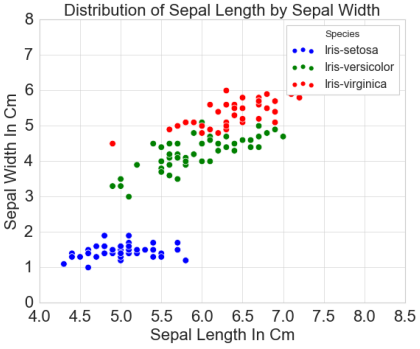 Distribution of Sepal Length by Sepal Width
8
7
6
5
4
3
2
1
0
Sepal Width In Cm
Species
Iris-setosa
Iris-versicolor
Iris-virginica
4.0 4.5 5.0 5.5 6.0 6.5 7.0 7.5 8.0 8.5
Sepal Length In Cm